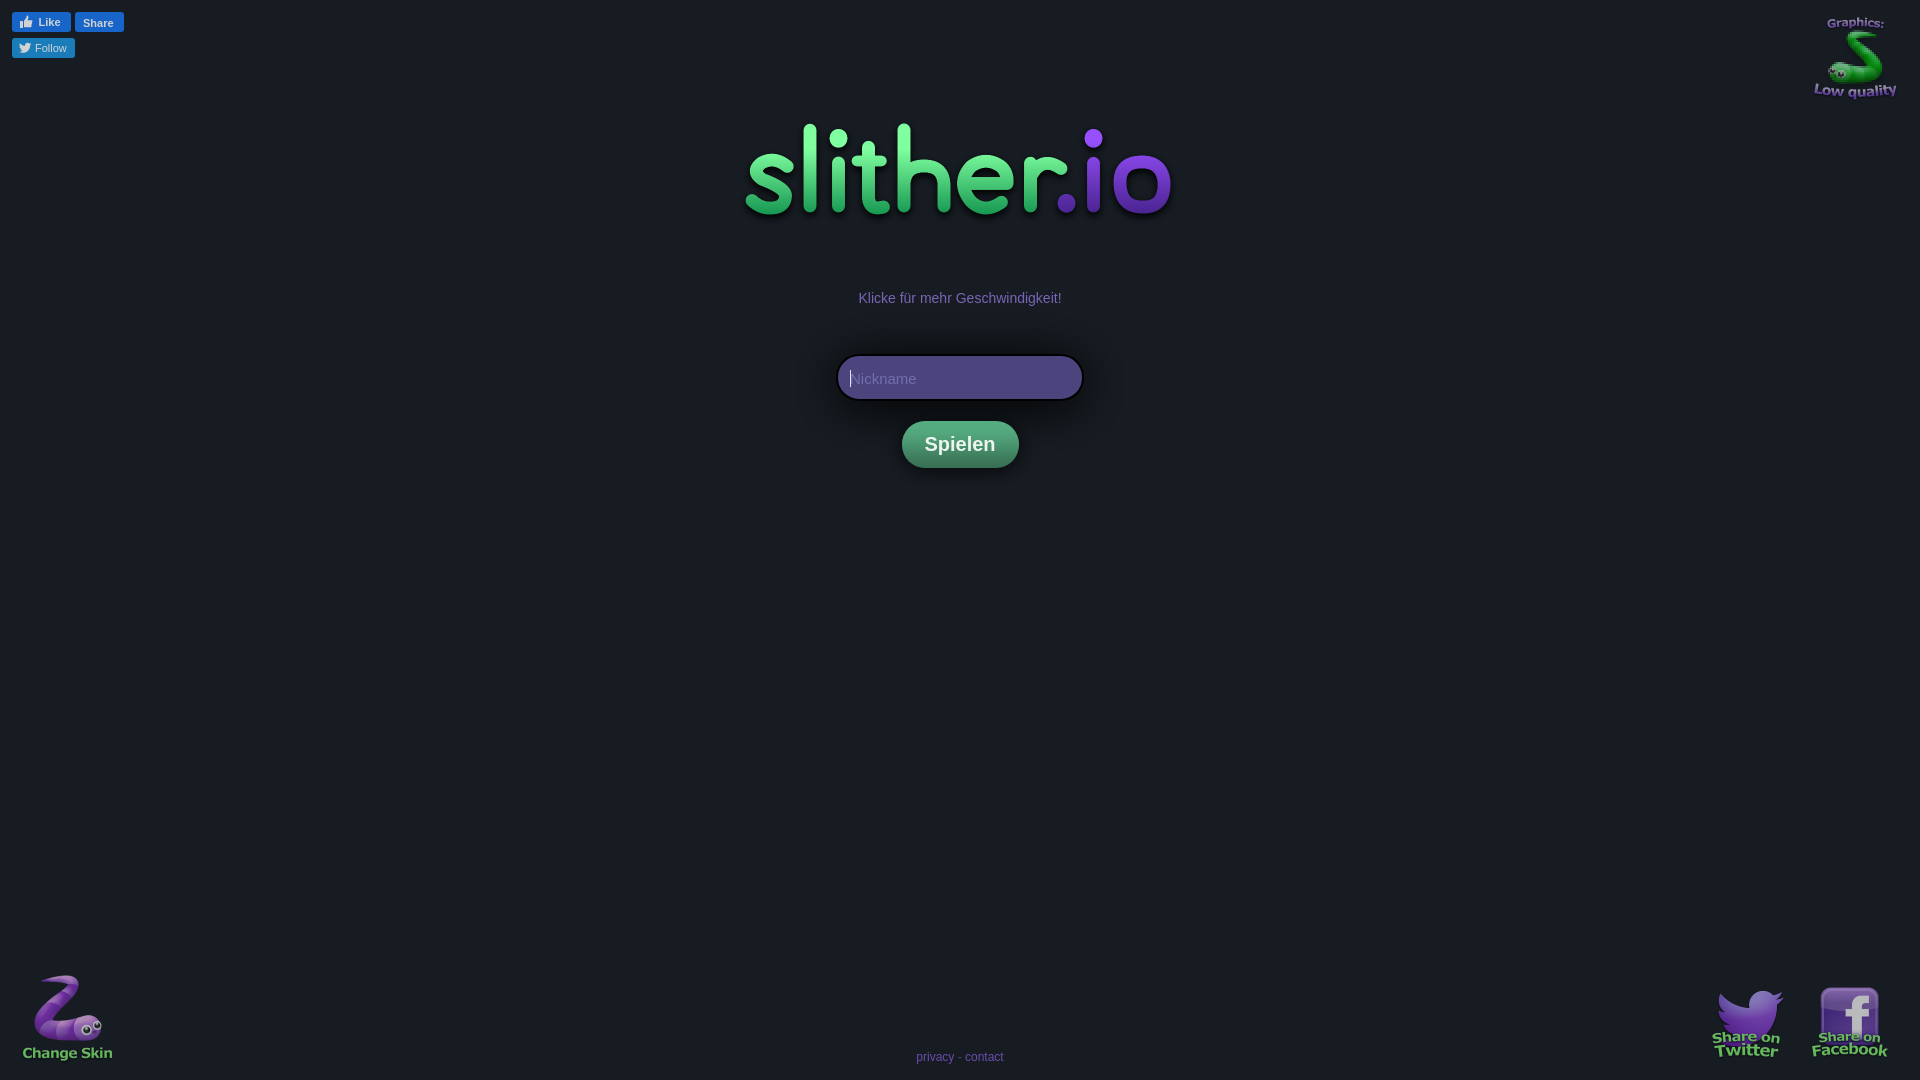 Like Share
Follow
Graphics:
Low quality
slither.io
Klicke für mehr Geschwindigkeit!
Nickname
Spielen
Change Skin
privacy - contact
Share on
Twitter
Share on
Facebook